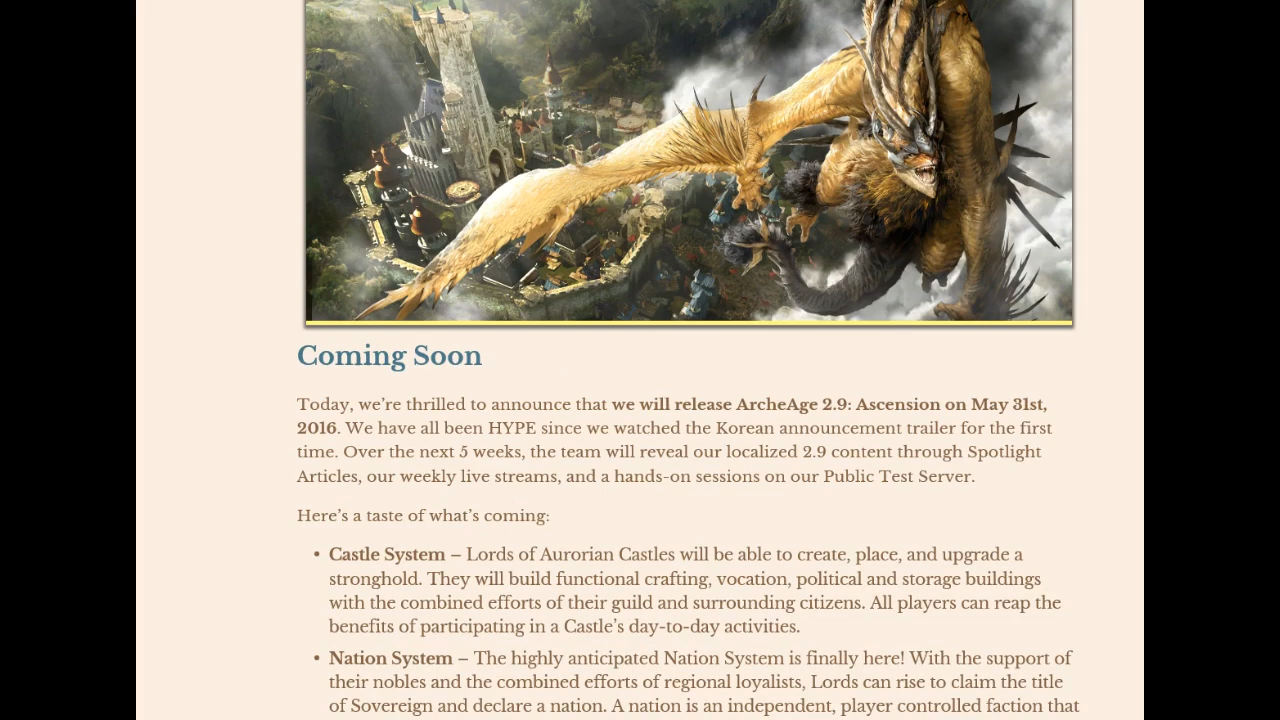 Coming Soon
Today, we’re thrilled to announce that we will release ArcheAge 2.9: Ascension on May 31st,
2016. We have all been HYPE since we watched the Korean announcement trailer for the first
time. Over the next 5 weeks, the team will reveal our localized 2.9 content through Spotlight
Articles, our weekly live streams, and a hands-on sessions on our Public Test Server.
Here’s a taste of what’s coming:
• Castle System – Lords of Aurorian Castles will be able to create, place, and upgrade a
stronghold. They will build functional crafting, vocation, political and storage buildings
with the combined efforts of their guild and surrounding citizens. All players can reap the
benefits of participating in a Castle’s day-to-day activities.
• Nation System – The highly anticipated Nation System is finally here! With the support of
their nobles and the combined efforts of regional loyalists, Lords can rise to claim the title
of Sovereign and declare a nation. A nation is an independent, player controlled faction that